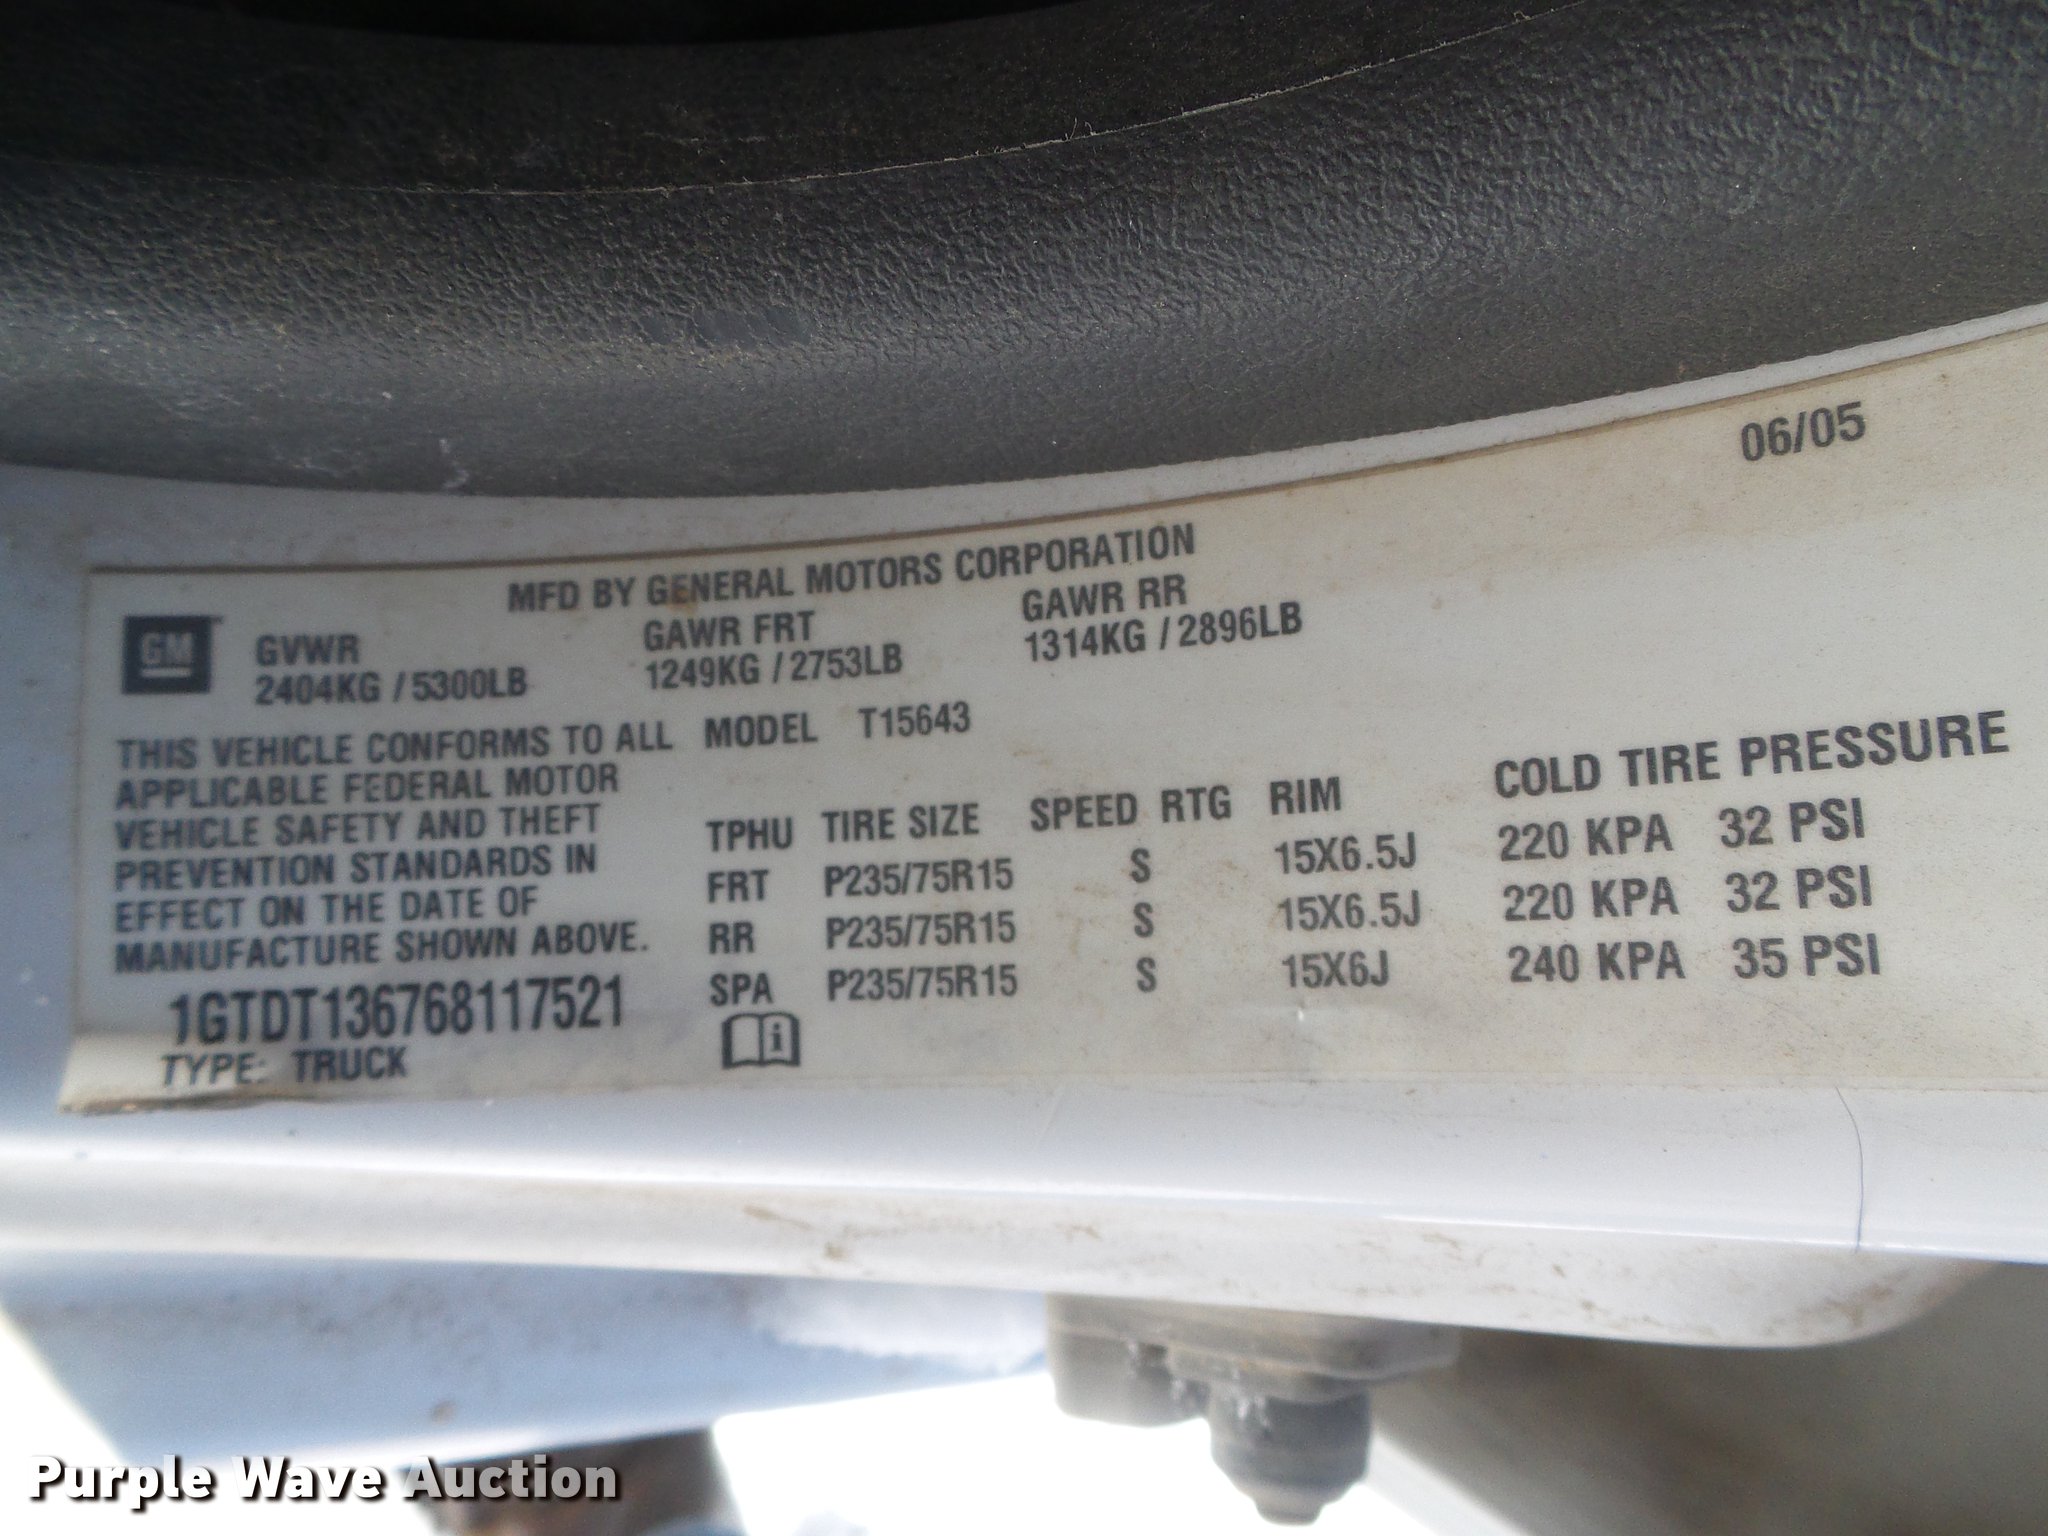 06/05
MFD BY GENERAL MOTORS CORPORATION
GM GVWR GAWR FRT GAWR RR
2404KG / 5300LB 1249KG / 2753LB 1314KG / 2896LB
THIS VEHICLE CONFORMS TO ALL
APPLICABLE FEDERAL MOTOR
VEHICLE SAFETY AND THEFT
PREVENTION STANDARDS IN
EFFECT ON THE DATE OF
MANUFACTURE SHOWN ABOVE.
1GTDT136768117521
TYPE: TRUCK
MODEL T15643
TPHU TIRE SIZE SPEED RTG RIM COLD TIRE PRESSURE
FRT P235/75R15 S 15X6.5J 220 KPA 32 PSI
RR P235/75R15 S 15X6.5J 220 KPA 32 PSI
SPA P235/75R15 S 15X6J 240 KPA 35 PSI
Purple Wave Auction